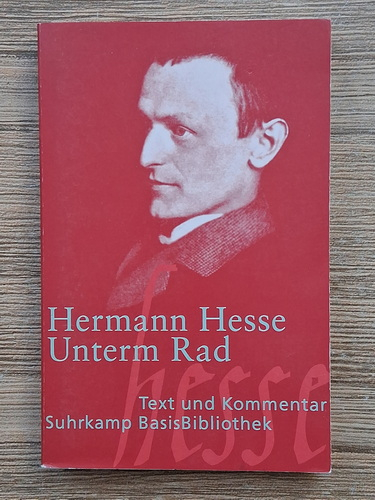 Hermann Hesse
Unterm Rad
hesse
Text und Kommentar
Suhrkamp BasisBibliothek